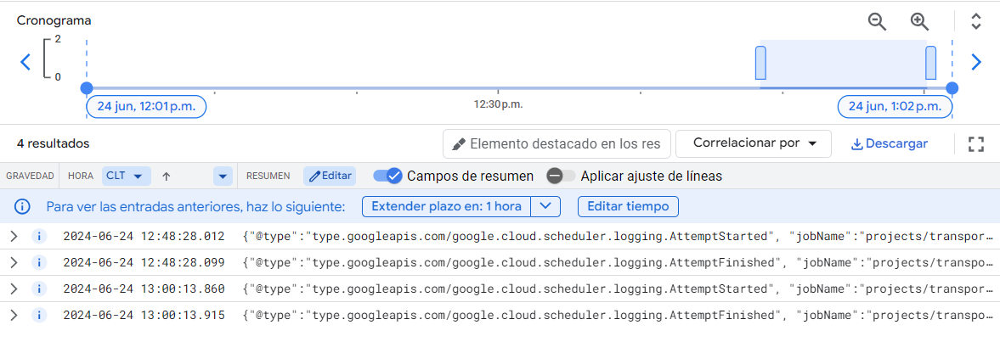 Cronograma
2
0
24 jun, 12:01 p.m.
12:30 p.m.
24 jun, 1:02 p.m.
4 resultados
Elemento destacado en los res
Correlacionar por
Descargar
GRAVEDAD HORA CLT RESUMEN Editar Campos de resumen Aplicar ajuste de líneas
Para ver las entradas anteriores, haz lo siguiente: Extender plazo en: 1 hora Editar tiempo
2024-06-24 12:48:28.012 {"@type":"type.googleapis.com/google.cloud.scheduler.logging.AttemptStarted", "jobName":"projects/transpor…
2024-06-24 12:48:28.099 {"@type":"type.googleapis.com/google.cloud.scheduler.logging.AttemptFinished", "jobName":"projects/transpo…
2024-06-24 13:00:13.860 {"@type":"type.googleapis.com/google.cloud.scheduler.logging.AttemptStarted", "jobName":"projects/transpor…
2024-06-24 13:00:13.915 {"@type":"type.googleapis.com/google.cloud.scheduler.logging.AttemptFinished", "jobName":"projects/transpo…